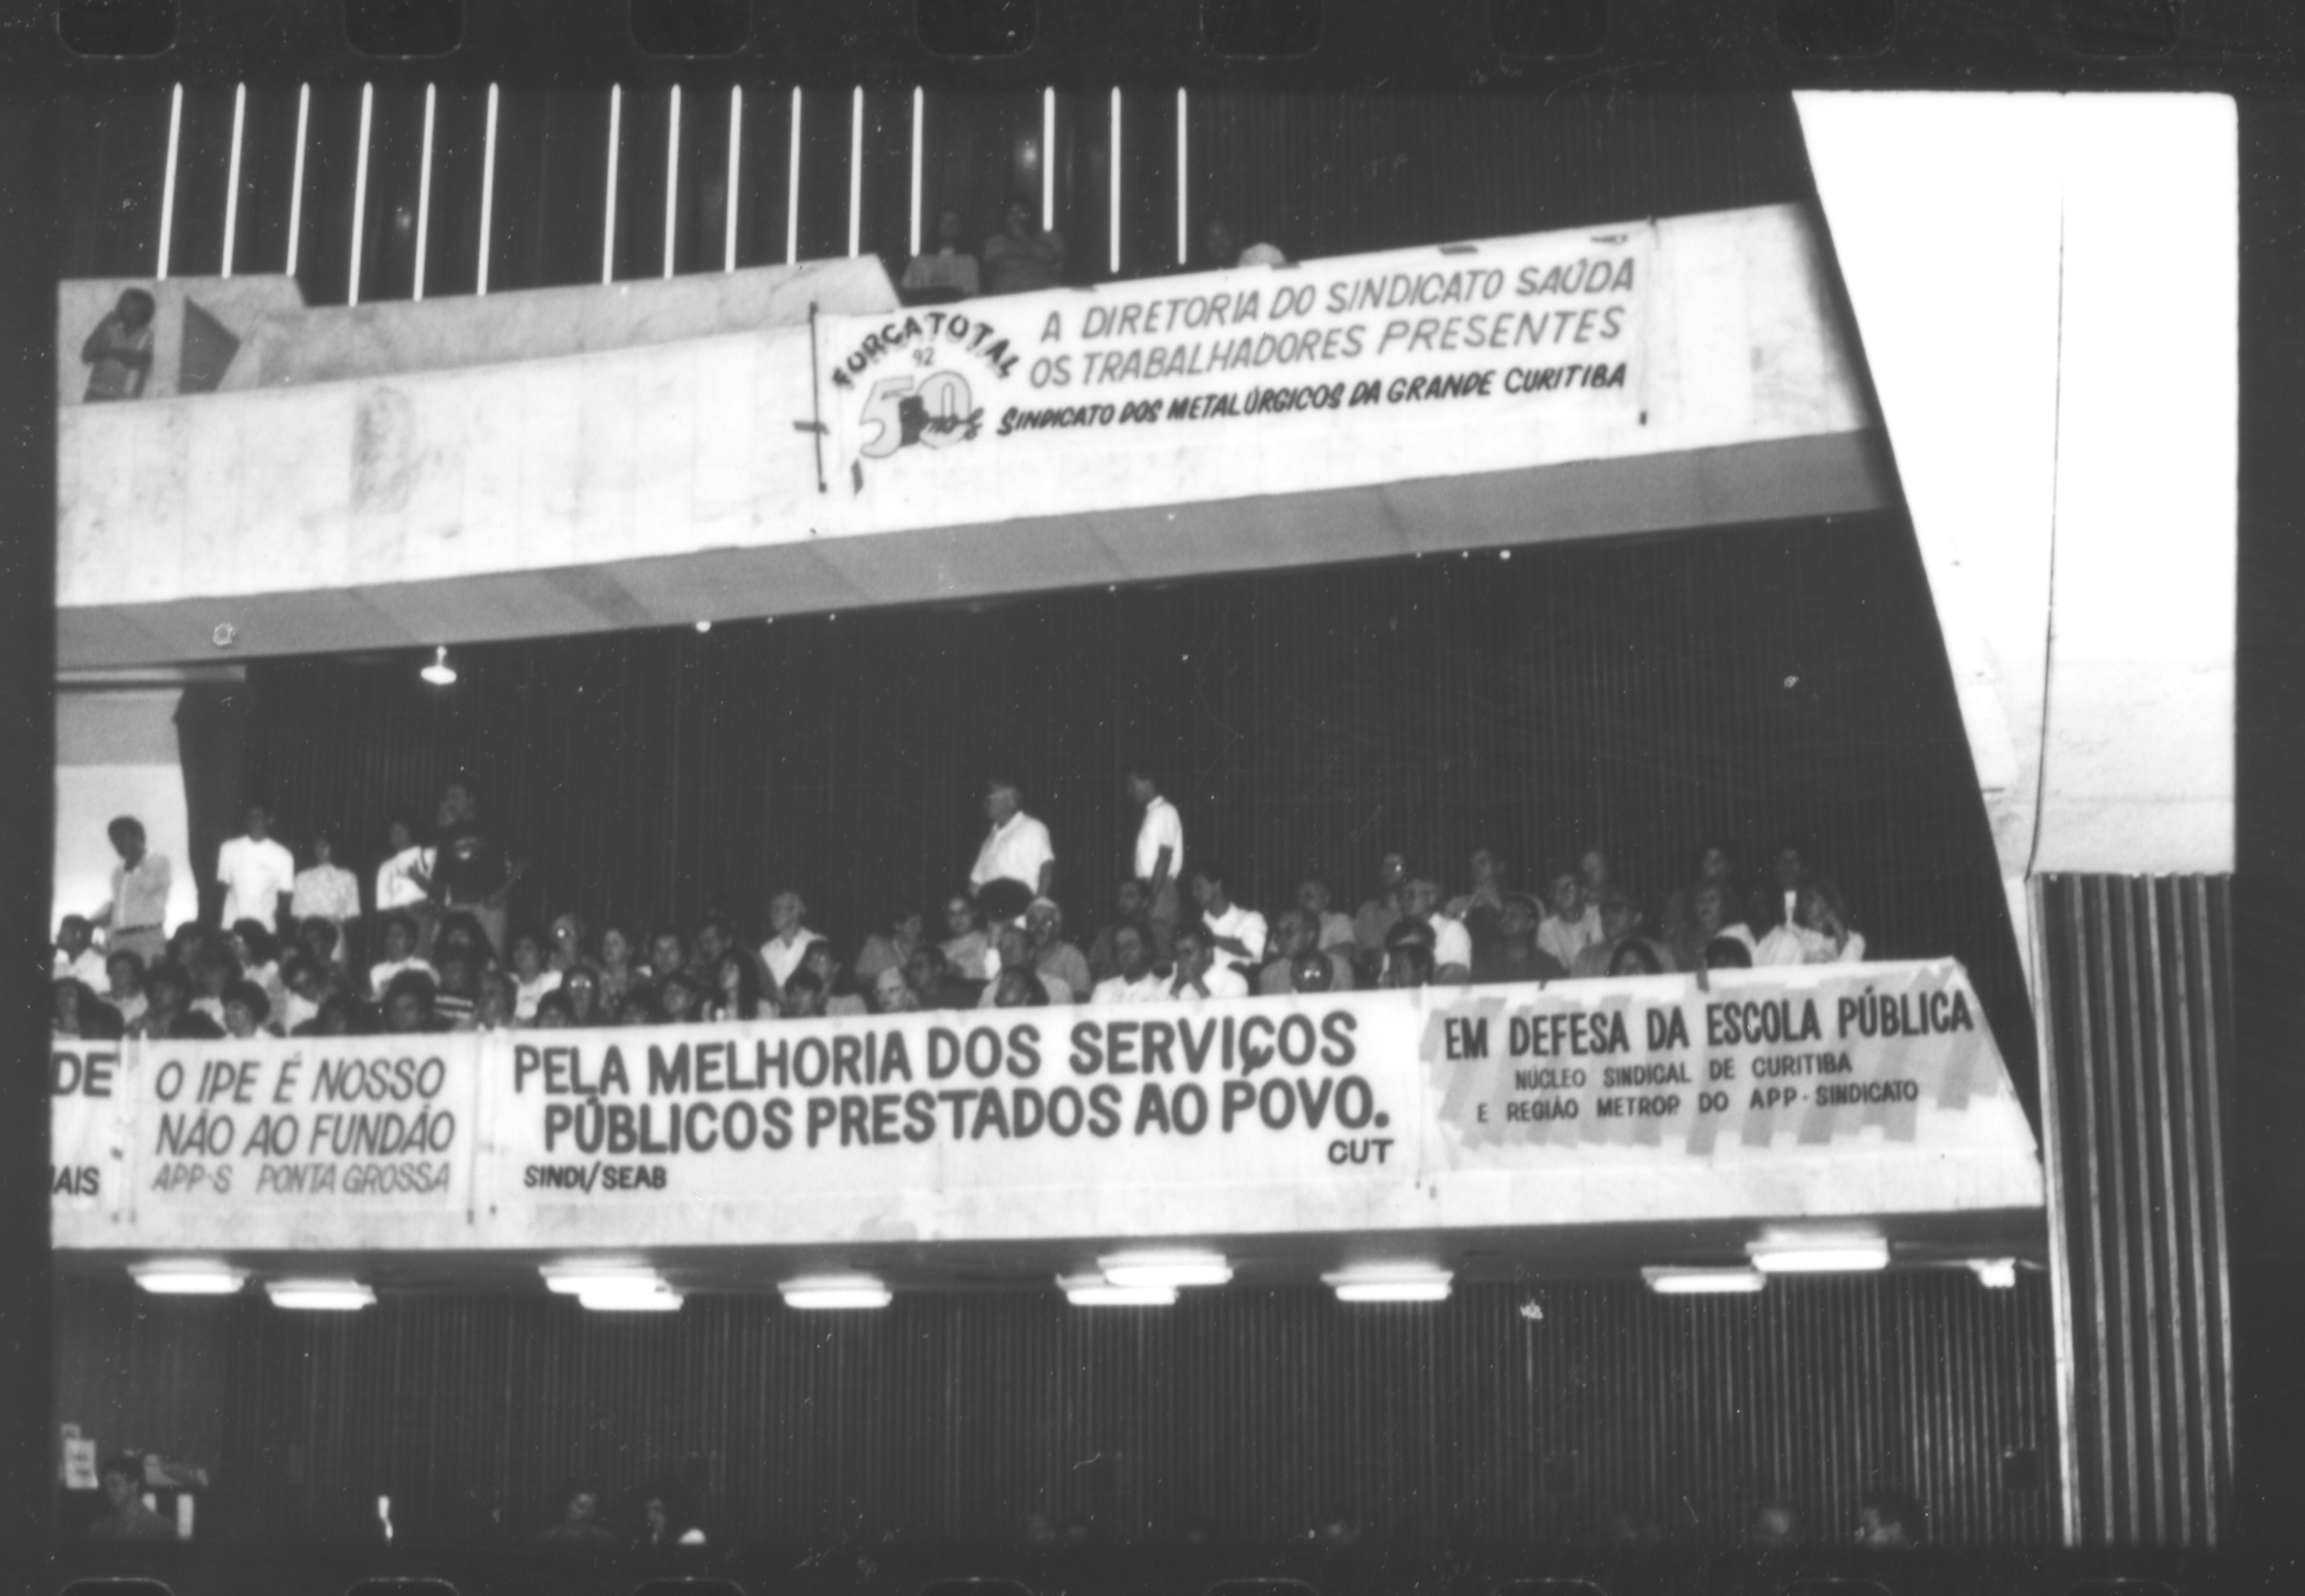 FORÇA TOTAL
92
50
anos
A DIRETORIA DO SINDICATO SAÚDA
OS TRABALHADORES PRESENTES
SINDICATO DOS METALÚRGICOS DA GRANDE CURITIBA
DE
AIS
O IPE É NOSSO
NÃO AO FUNDÃO
APP-S PONTA GROSSA
PELA MELHORIA DOS SERVIÇOS
PÚBLICOS PRESTADOS AO POVO.
CUT
SINDI/SEAB
EM DEFESA DA ESCOLA PÚBLICA
NÚCLEO SINDICAL DE CURITIBA
E REGIÃO METROP DO APP-SINDICATO